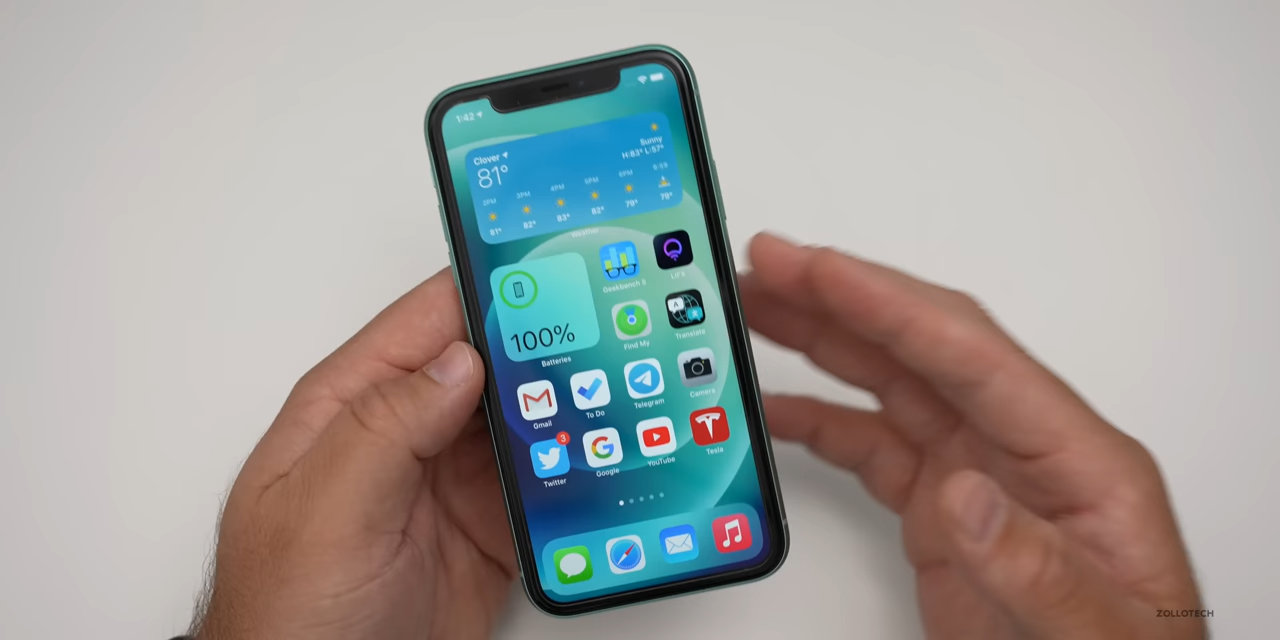 1:42
Clover
81°
Sunny
H:83° L:57°
2PM 3PM 4PM 5PM 6PM
81° 82° 83° 82° 79° 79°
Weather
100%
Batteries
Geekbench 5
Find My
Translate
Gmail
To Do
Telegram
Camera
3
Twitter
Google
YouTube
Tesla
ZOLLOTECH